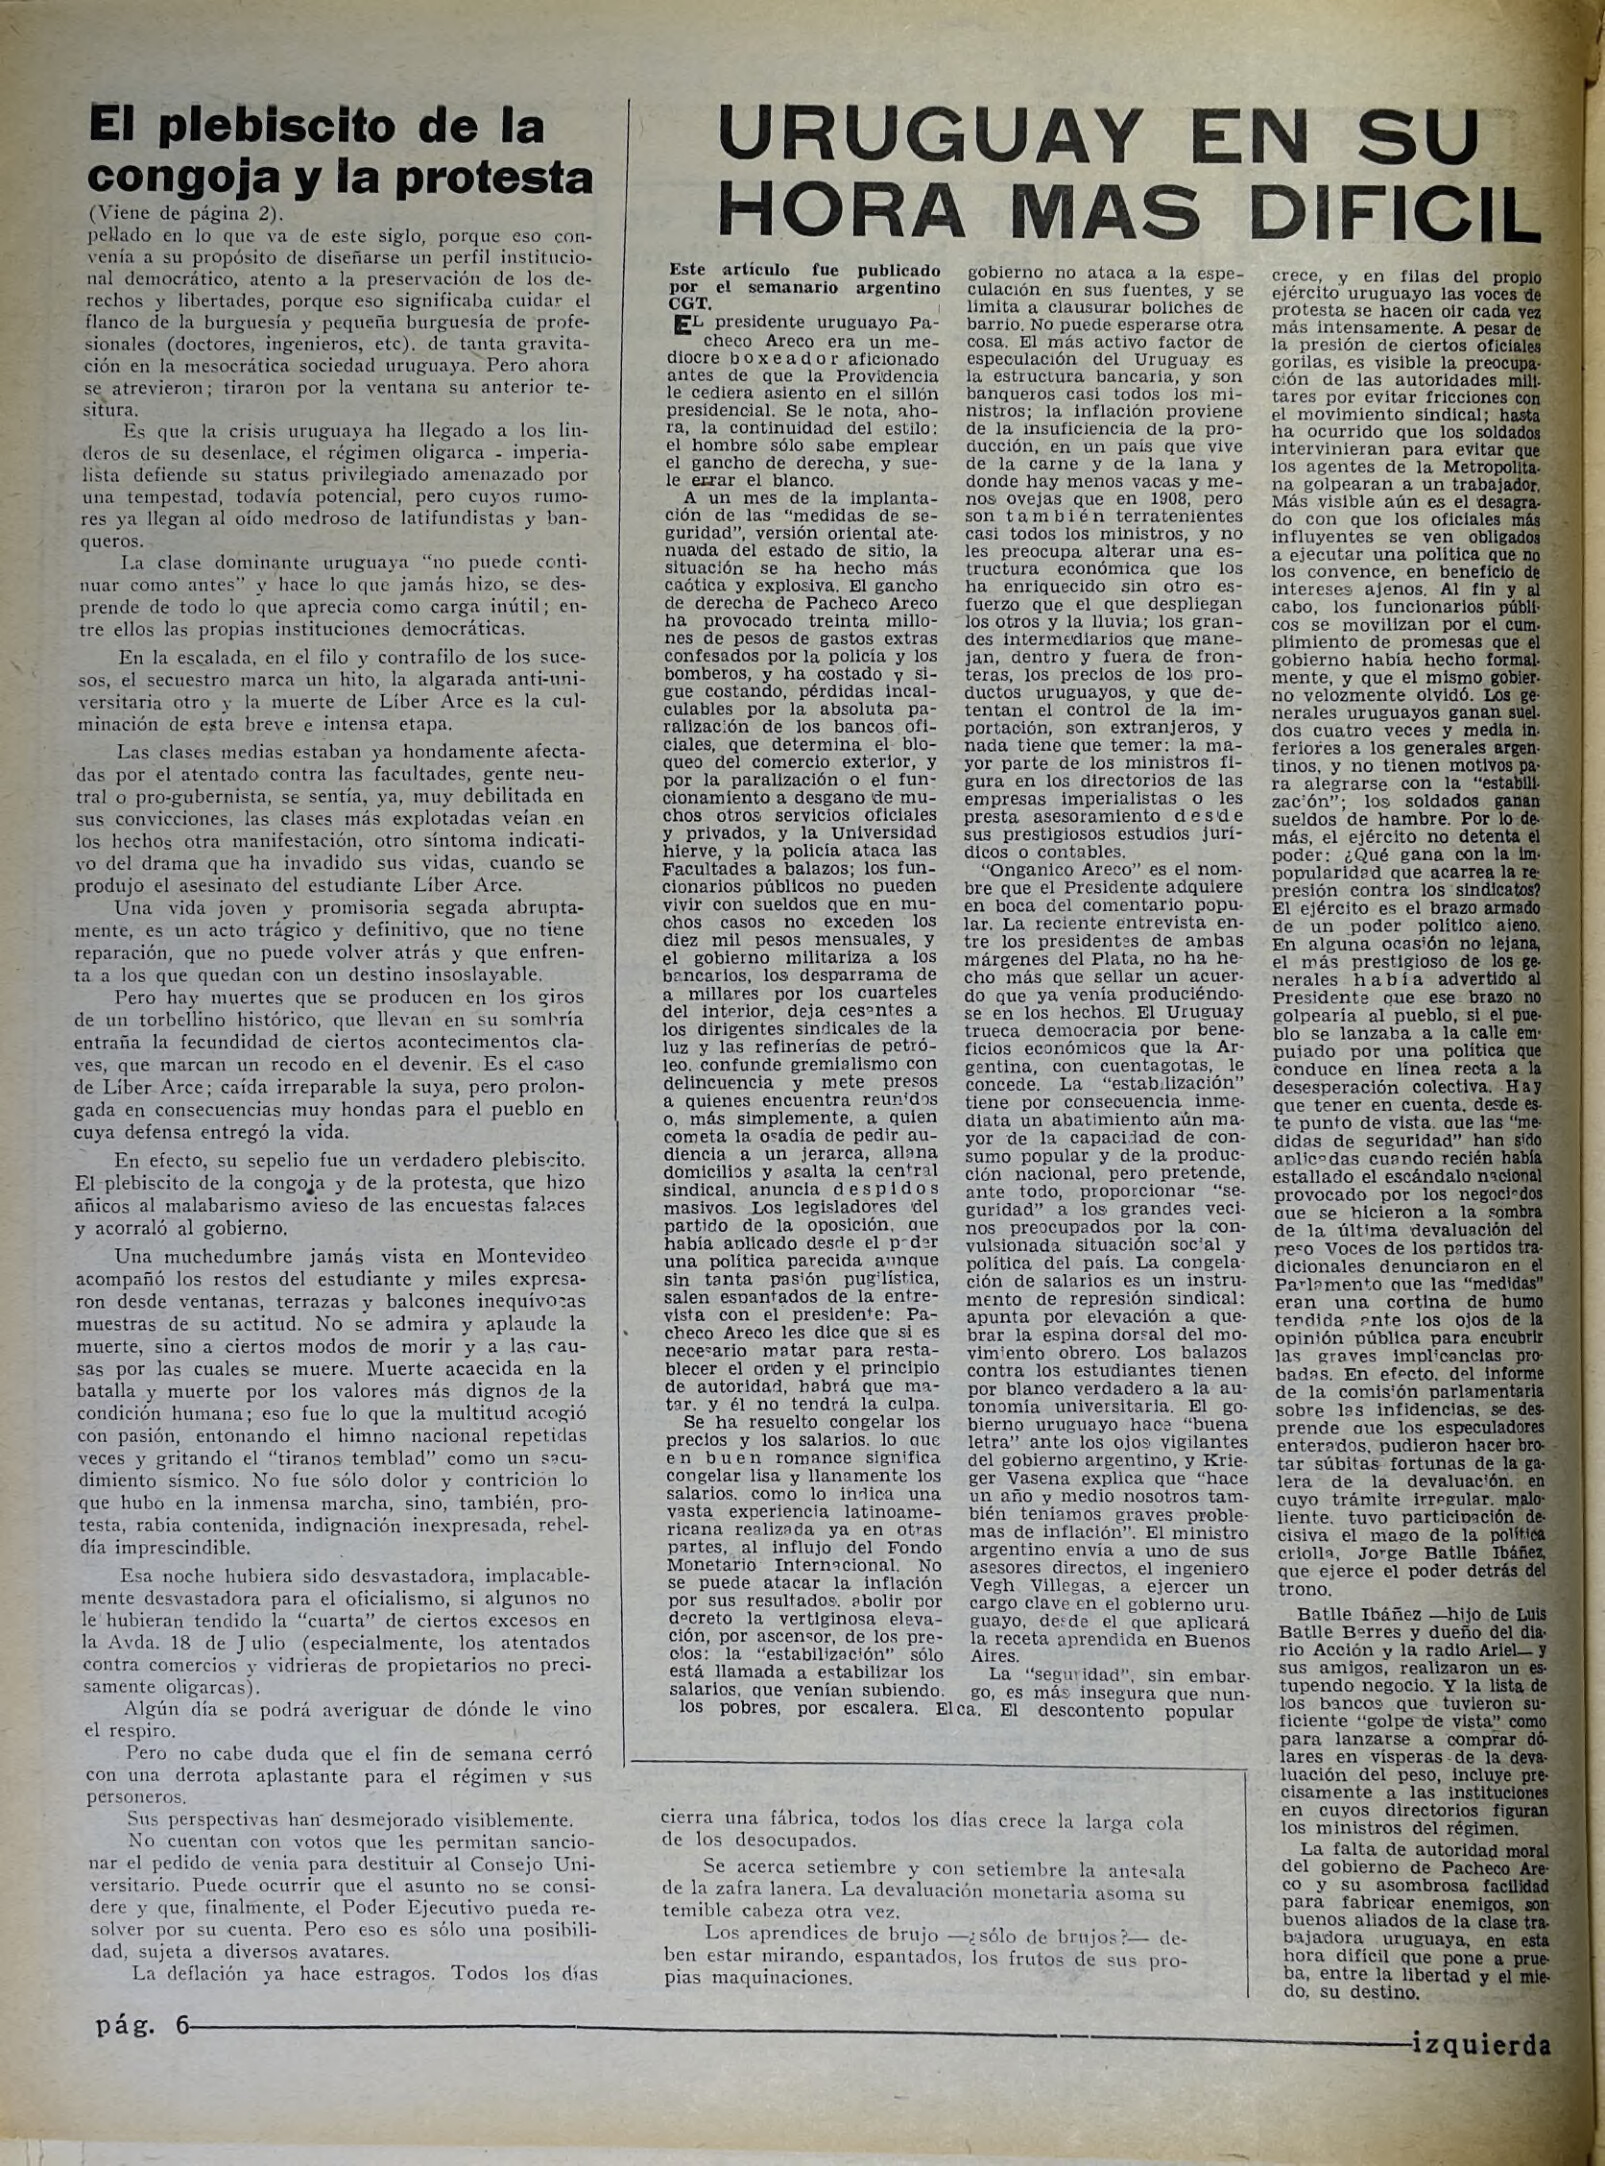 El plebiscito de la
congoja y la protesta
(Viene de página 2).
pellado en lo que va de este siglo, porque eso con-
venía a su propósito de diseñarse un perfil institucio-
nal democrático, atento a la preservación de los de-
rechos y libertades, porque eso significaba cuidar el
flanco de la burguesía y pequeña burguesía de profe-
sionales (doctores, ingenieros, etc). de tanta gravita-
ción en la mesocrática sociedad uruguaya. Pero ahora
se atrevieron; tiraron por la ventana su anterior te-
situra.
Es que la crisis uruguaya ha llegado a los lin-
deros de su desenlace, el régimen oligarca - imperia-
lista defiende su status privilegiado amenazado por
una tempestad, todavía potencial, pero cuyos rumo-
res ya llegan al oído medroso de latifundistas y ban-
queros.
La clase dominante uruguaya "no puede conti-
nuar como antes" y hace lo que jamás hizo, se des-
prende de todo lo que aprecia como carga inútil; en-
tre ellos las propias instituciones democráticas.
En la escalada, en el filo y contrafilo de los suce-
sos, el secuestro marca un hito, la algarada anti-uni-
versitaria otro y la muerte de Líber Arce es la cul-
minación de esta breve e intensa etapa.
Las clases medias estaban ya hondamente afecta-
das por el atentado contra las facultades, gente neu-
tral o pro-gubernista, se sentía, ya, muy debilitada en
sus convicciones, las clases más explotadas veían en
los hechos otra manifestación, otro síntoma indicati-
vo del drama que ha invadido sus vidas, cuando se
produjo el asesinato del estudiante Líber Arce.
Una vida joven y promisoria segada abrupta-
mente, es un acto trágico y definitivo, que no tiene
reparación, que no puede volver atrás y que enfren-
ta a los que quedan con un destino insoslayable.
Pero hay muertes que se producen en los giros
de un torbellino histórico, que llevan en su sombría
entraña la fecundidad de ciertos acontecimientos cla-
ves, que marcan un recodo en el devenir. Es el caso
de Líber Arce; caída irreparable la suya, pero prolon-
gada en consecuencias muy hondas para el pueblo en
cuya defensa entregó la vida.
En efecto, su sepelio fue un verdadero plebiscito.
El plebiscito de la congoja y de la protesta, que hizo
añicos al malabarismo avieso de las encuestas falaces
y acorraló al gobierno.
Una muchedumbre jamás vista en Montevideo
acompañó los restos del estudiante y miles expresa-
ron desde ventanas, terrazas y balcones inequívocas
muestras de su actitud. No se admira y aplaude la
muerte, sino a ciertos modos de morir y a las cau-
sas por las cuales se muere. Muerte acaecida en la
batalla y muerte por los valores más dignos de la
condición humana; eso fue lo que la multitud acogió
con pasión, entonando el himno nacional repetidas
veces y gritando el "tiranos temblad" como un sacu-
dimiento sísmico. No fue sólo dolor y contrición lo
que hubo en la inmensa marcha, sino, también, pro-
testa, rabia contenida, indignación inexpresada, rebel-
día imprescindible.
Esa noche hubiera sido desvastadora, implacable-
mente desvastadora para el oficialismo, si algunos no
le hubieran tendido la "cuarta" de ciertos excesos en
la Avda. 18 de Julio (especialmente, los atentados
contra comercios y vidrieras de propietarios no preci-
samente oligarcas).
Algún día se podrá averiguar de dónde le vino
el respiro.
Pero no cabe duda que el fin de semana cerró
con una derrota aplastante para el régimen y sus
personeros.
Sus perspectivas han desmejorado visiblemente.
No cuentan con votos que les permitan sancio-
nar el pedido de venia para destituir al Consejo Uni-
versitario. Puede ocurrir que el asunto no se consi-
dere y que, finalmente, el Poder Ejecutivo pueda re-
solver por su cuenta. Pero eso es sólo una posibili-
dad, sujeta a diversos avatares.
La deflación ya hace estragos. Todos los días
cierra una fábrica, todos los días crece la larga cola
de los desocupados.
Se acerca setiembre y con setiembre la antesala
de la zafra lanera. La devaluación monetaria asoma su
temible cabeza otra vez.
Los aprendices de brujo —¿sólo de brujos?— de-
ben estar mirando, espantados, los frutos de sus pro-
pias maquinaciones.
URUGUAY EN SU
HORA MAS DIFICIL
Este artículo fue publicado
por el semanario argentino
CGT.
EL presidente uruguayo Pa-
checo Areco era un me-
diocre boxeador aficionado
antes de que la Providencia
le cediera asiento en el sillón
presidencial. Se le nota, aho-
ra, la continuidad del estilo:
el hombre sólo sabe emplear
el gancho de derecha, y sue-
le errar el blanco.
A un mes de la implanta-
ción de las "medidas de se-
guridad", versión oriental ate-
nuada del estado de sitio, la
situación se ha hecho más
caótica y explosiva. El gancho
de derecha de Pacheco Areco
ha provocado treinta millo-
nes de pesos de gastos extras
confesados por la policía y los
bomberos, y ha costado y si-
gue costando, pérdidas incal-
culables por la absoluta pa-
ralización de los bancos ofi-
ciales, que determina el blo-
queo del comercio exterior, y
por la paralización o el fun-
cionamiento a desgano de mu-
chos otros servicios oficiales
y privados, y la Universidad
hierve, y la policía ataca las
Facultades a balazos; los fun-
cionarios públicos no pueden
vivir con sueldos que en mu-
chos casos no exceden los
diez mil pesos mensuales, y
el gobierno militariza a los
bancarios, los desparrama de
a millares por los cuarteles
del interior, deja cesantes a
los dirigentes sindicales de la
luz y las refinerías de petró-
leo. confunde gremialismo con
delincuencia y mete presos
a quienes encuentra reunidos
o, más simplemente, a quien
cometa la osadía de pedir au-
diencia a un jerarca, allana
domicilios y asalta la central
sindical, anuncia despidos
masivos. Los legisladores del
partido de la oposición, que
había aplicado desde el poder
una política parecida aunque
sin tanta pasión pugilística,
salen espantados de la entre-
vista con el presidente: Pa-
checo Areco les dice que si es
necesario matar para resta-
blecer el orden y el principio
de autoridad, habrá que ma-
tar. y él no tendrá la culpa.
Se ha resuelto congelar los
precios y los salarios. lo que
en buen romance significa
congelar lisa y llanamente los
salarios. como lo indica una
vasta experiencia latinoame-
ricana realizada ya en otras
partes, al influjo del Fondo
Monetario Internacional. No
se puede atacar la inflación
por sus resultados. abolir por
decreto la vertiginosa eleva-
ción, por ascensor, de los pre-
cios: la "estabilización" sólo
está llamada a estabilizar los
salarios, que venían subiendo.
los pobres, por escalera. El
gobierno no ataca a la espe-
culación en sus fuentes, y se
limita a clausurar boliches de
barrio. No puede esperarse otra
cosa. El más activo factor de
especulación del Uruguay es
la estructura bancaria, y son
banqueros casi todos los mi-
nistros; la inflación proviene
de la insuficiencia de la pro-
ducción, en un país que vive
de la carne y de la lana y
donde hay menos vacas y me-
nos ovejas que en 1908, pero
son también terratenientes
casi todos los ministros, y no
les preocupa alterar una es-
tructura económica que los
ha enriquecido sin otro es-
fuerzo que el que despliegan
los otros y la lluvia; los gran-
des intermediarios que mane-
jan, dentro y fuera de fron-
teras, los precios de los pro-
ductos uruguayos, y que de-
tentan el control de la im-
portación, son extranjeros, y
nada tiene que temer: la ma-
yor parte de los ministros fi-
gura en los directorios de las
empresas imperialistas o les
presta asesoramiento desde
sus prestigiosos estudios jurí-
dicos o contables.
"Onganico Areco" es el nom-
bre que el Presidente adquiere
en boca del comentario popu-
lar. La reciente entrevista en-
tre los presidentes de ambas
márgenes del Plata, no ha he-
cho más que sellar un acuer-
do que ya venía produciéndo-
se en los hechos. El Uruguay
trueca democracia por bene-
ficios económicos que la Ar-
gentina, con cuentagotas, le
concede. La "estabilización"
tiene por consecuencia inme-
diata un abatimiento aún ma-
yor de la capacidad de con-
sumo popular y de la produc-
ción nacional, pero pretende,
ante todo, proporcionar "se-
guridad" a los grandes veci-
nos preocupados por la con-
vulsionada situación social y
política del país. La congela-
ción de salarios es un instru-
mento de represión sindical:
apunta por elevación a que-
brar la espina dorsal del mo-
vimiento obrero. Los balazos
contra los estudiantes tienen
por blanco verdadero a la au-
tonomía universitaria. El go-
bierno uruguayo hace "buena
letra" ante los ojos vigilantes
del gobierno argentino, y Krie-
ger Vasena explica que "hace
un año y medio nosotros tam-
bién teníamos graves proble-
mas de inflación". El ministro
argentino envía a uno de sus
asesores directos, el ingeniero
Vegh Villegas, a ejercer un
cargo clave en el gobierno uru-
guayo, desde el que aplicará
la receta aprendida en Buenos
Aires.
La "seguridad", sin embar-
go, es más insegura que nun-
ca. El descontento popular
crece, y en filas del propio
ejército uruguayo las voces de
protesta se hacen oir cada vez
más intensamente. A pesar de
la presión de ciertos oficiales
gorilas, es visible la preocupa-
ción de las autoridades mili-
tares por evitar fricciones con
el movimiento sindical; hasta
ha ocurrido que los soldados
intervinieran para evitar que
los agentes de la Metropolita-
na golpearan a un trabajador.
Más visible aún es el desagra-
do con que los oficiales más
influyentes se ven obligados
a ejecutar una política que no
los convence, en beneficio de
intereses ajenos. Al fin y al
cabo, los funcionarios públi-
cos se movilizan por el cum-
plimiento de promesas que el
gobierno había hecho formal-
mente, y que el mismo gobier-
no velozmente olvidó. Los ge-
nerales uruguayos ganan suel-
dos cuatro veces y media in-
feriores a los generales argen-
tinos, y no tienen motivos pa-
ra alegrarse con la "estabili-
zación"; los soldados ganan
sueldos de hambre. Por lo de-
más, el ejército no detenta el
poder: ¿Qué gana con la im-
popularidad que acarrea la re-
presión contra los sindicatos?
El ejército es el brazo armado
de un poder político ajeno.
En alguna ocasión no lejana,
el más prestigioso de los ge-
nerales había advertido al
Presidente que ese brazo no
golpearía al pueblo, si el pue-
blo se lanzaba a la calle em-
pujado por una política que
conduce en línea recta a la
desesperación colectiva. Hay
que tener en cuenta. desde es-
te punto de vista. que las "me-
didas de seguridad" han sido
aplicadas cuando recién había
estallado el escándalo nacional
provocado por los negociados
que se hicieron a la sombra
de la última devaluación del
peso Voces de los partidos tra-
dicionales denunciaron en el
Parlamento que las "medidas"
eran una cortina de humo
tendida ante los ojos de la
opinión pública para encubrir
las graves implicancias pro-
badas. En efecto. del informe
de la comisión parlamentaria
sobre las infidencias, se des-
prende que los especuladores
enterados, pudieron hacer bro-
tar súbitas fortunas de la ga-
lera de la devaluación. en
cuyo trámite irregular. malo-
liente. tuvo participación de-
cisiva el mago de la política
criolla, Jorge Batlle Ibáñez,
que ejerce el poder detrás del
trono.
Batlle Ibáñez —hijo de Luis
Batlle Berres y dueño del dia-
rio Acción y la radio Ariel— y
sus amigos, realizaron un es-
tupendo negocio. Y la lista de
los bancos que tuvieron su-
ficiente "golpe de vista" como
para lanzarse a comprar dó-
lares en vísperas de la deva-
luación del peso, incluye pre-
cisamente a las instituciones
en cuyos directorios figuran
los ministros del régimen.
La falta de autoridad moral
del gobierno de Pacheco Are-
co y su asombrosa facilidad
para fabricar enemigos, son
buenos aliados de la clase tra-
bajadora uruguaya, en esta
hora difícil que pone a prue-
ba, entre la libertad y el mie-
do, su destino.
pág. 6
izquierda